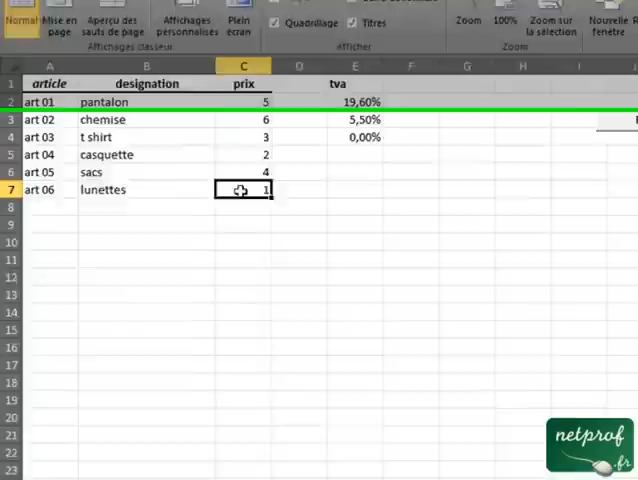 Normal Mise en page Aperçu des sauts de page Affichages personnalisés Plein écran Quadrillage Titres Zoom 100% Zoom sur la sélection Nouvelle fenêtre
Affichages classeur Afficher Zoom
A B C D E F G H I
1 article designation prix tva
2 art 01 pantalon 5 19,60%
3 art 02 chemise 6 5,50%
4 art 03 t shirt 3 0,00%
5 art 04 casquette 2
6 art 05 sacs 4
7 art 06 lunettes 1
8
9
10
11
12
13
14
15
16
17
18
19
20
21
22
23
netprof
.fr